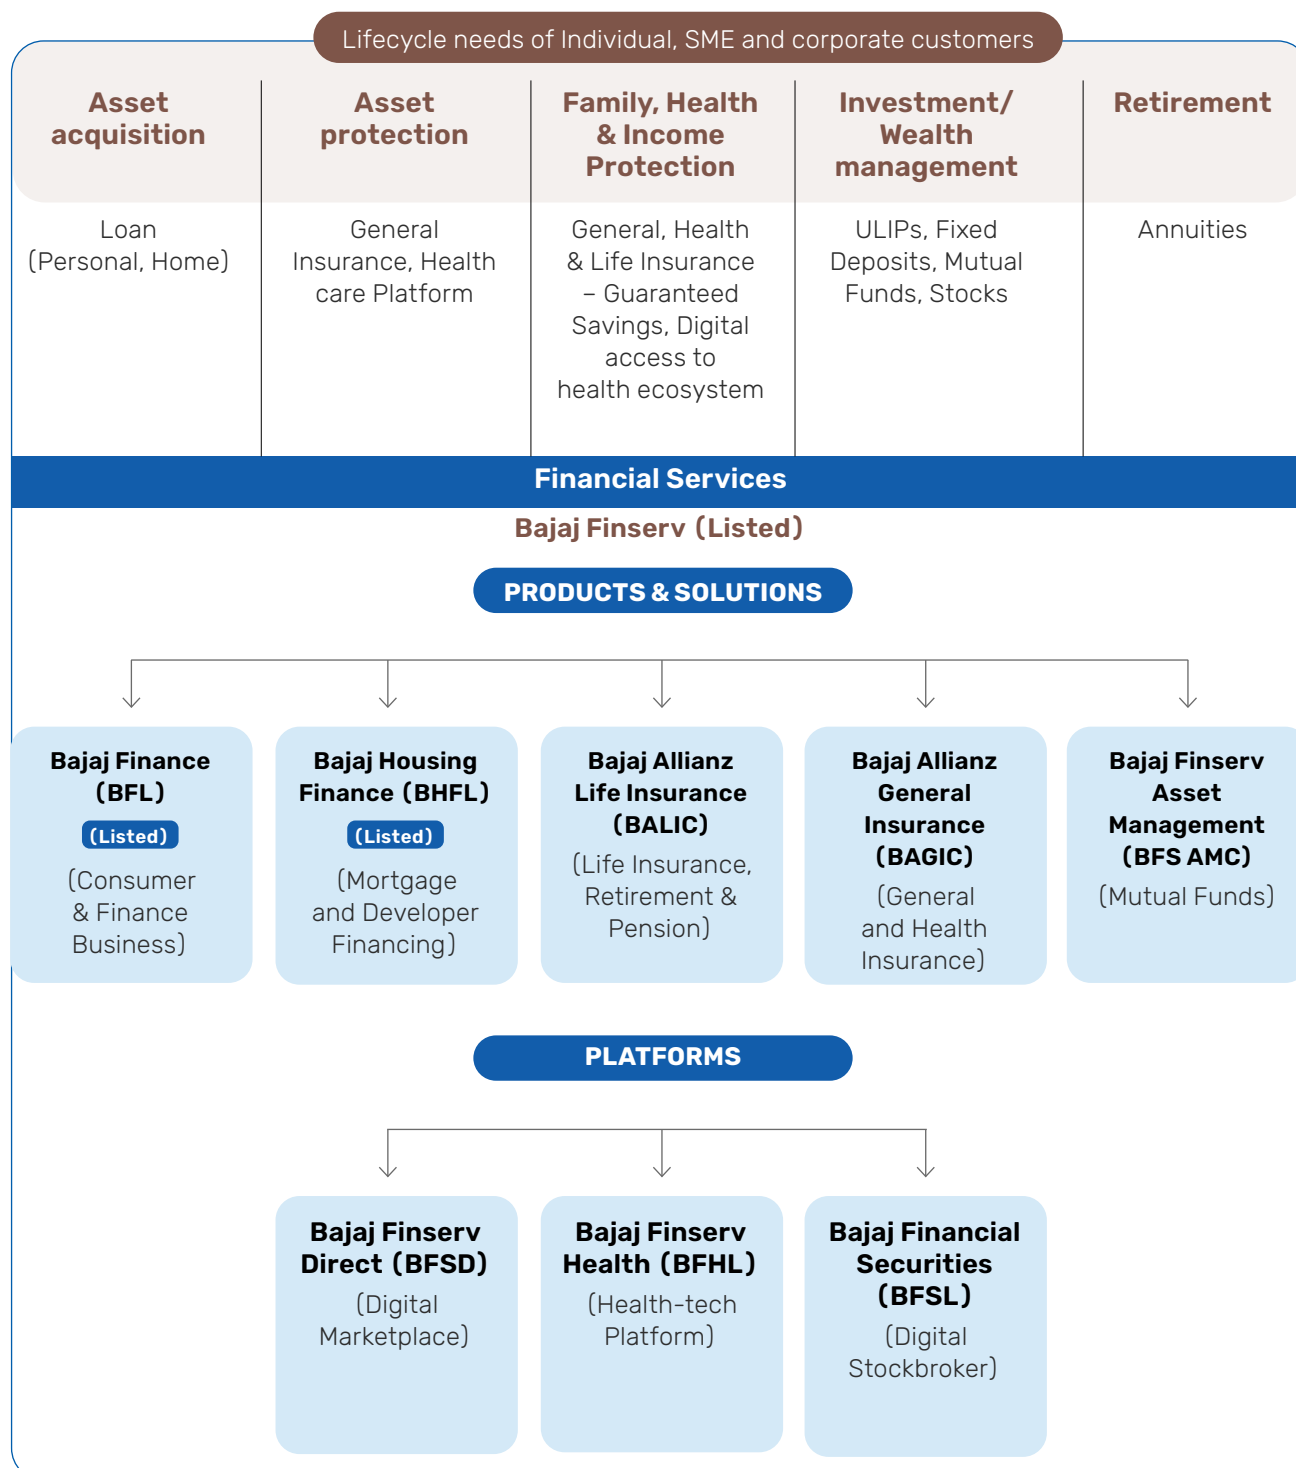 Lifecycle needs of Individual, SME and corporate customers
Asset
acquisition
Asset
protection
Family, Health
& Income
Protection
Investment/
Wealth
management
Retirement
Loan
(Personal, Home)
General
Insurance, Health
care Platform
General, Health
& Life Insurance
– Guaranteed
Savings, Digital
access to
health ecosystem
ULIPs, Fixed
Deposits, Mutual
Funds, Stocks
Annuities
Financial Services
Bajaj Finserv (Listed)
PRODUCTS & SOLUTIONS
Bajaj Finance
(BFL)
(Listed)
(Consumer
& Finance
Business)
Bajaj Housing
Finance (BHFL)
(Listed)
(Mortgage
and Developer
Financing)
Bajaj Allianz
Life Insurance
(BALIC)
(Life Insurance,
Retirement &
Pension)
Bajaj Allianz
General
Insurance
(BAGIC)
(General
and Health
Insurance)
Bajaj Finserv
Asset
Management
(BFS AMC)
(Mutual Funds)
PLATFORMS
Bajaj Finserv
Direct (BFSD)
(Digital
Marketplace)
Bajaj Finserv
Health (BFHL)
(Health-tech
Platform)
Bajaj Financial
Securities
(BFSL)
(Digital
Stockbroker)